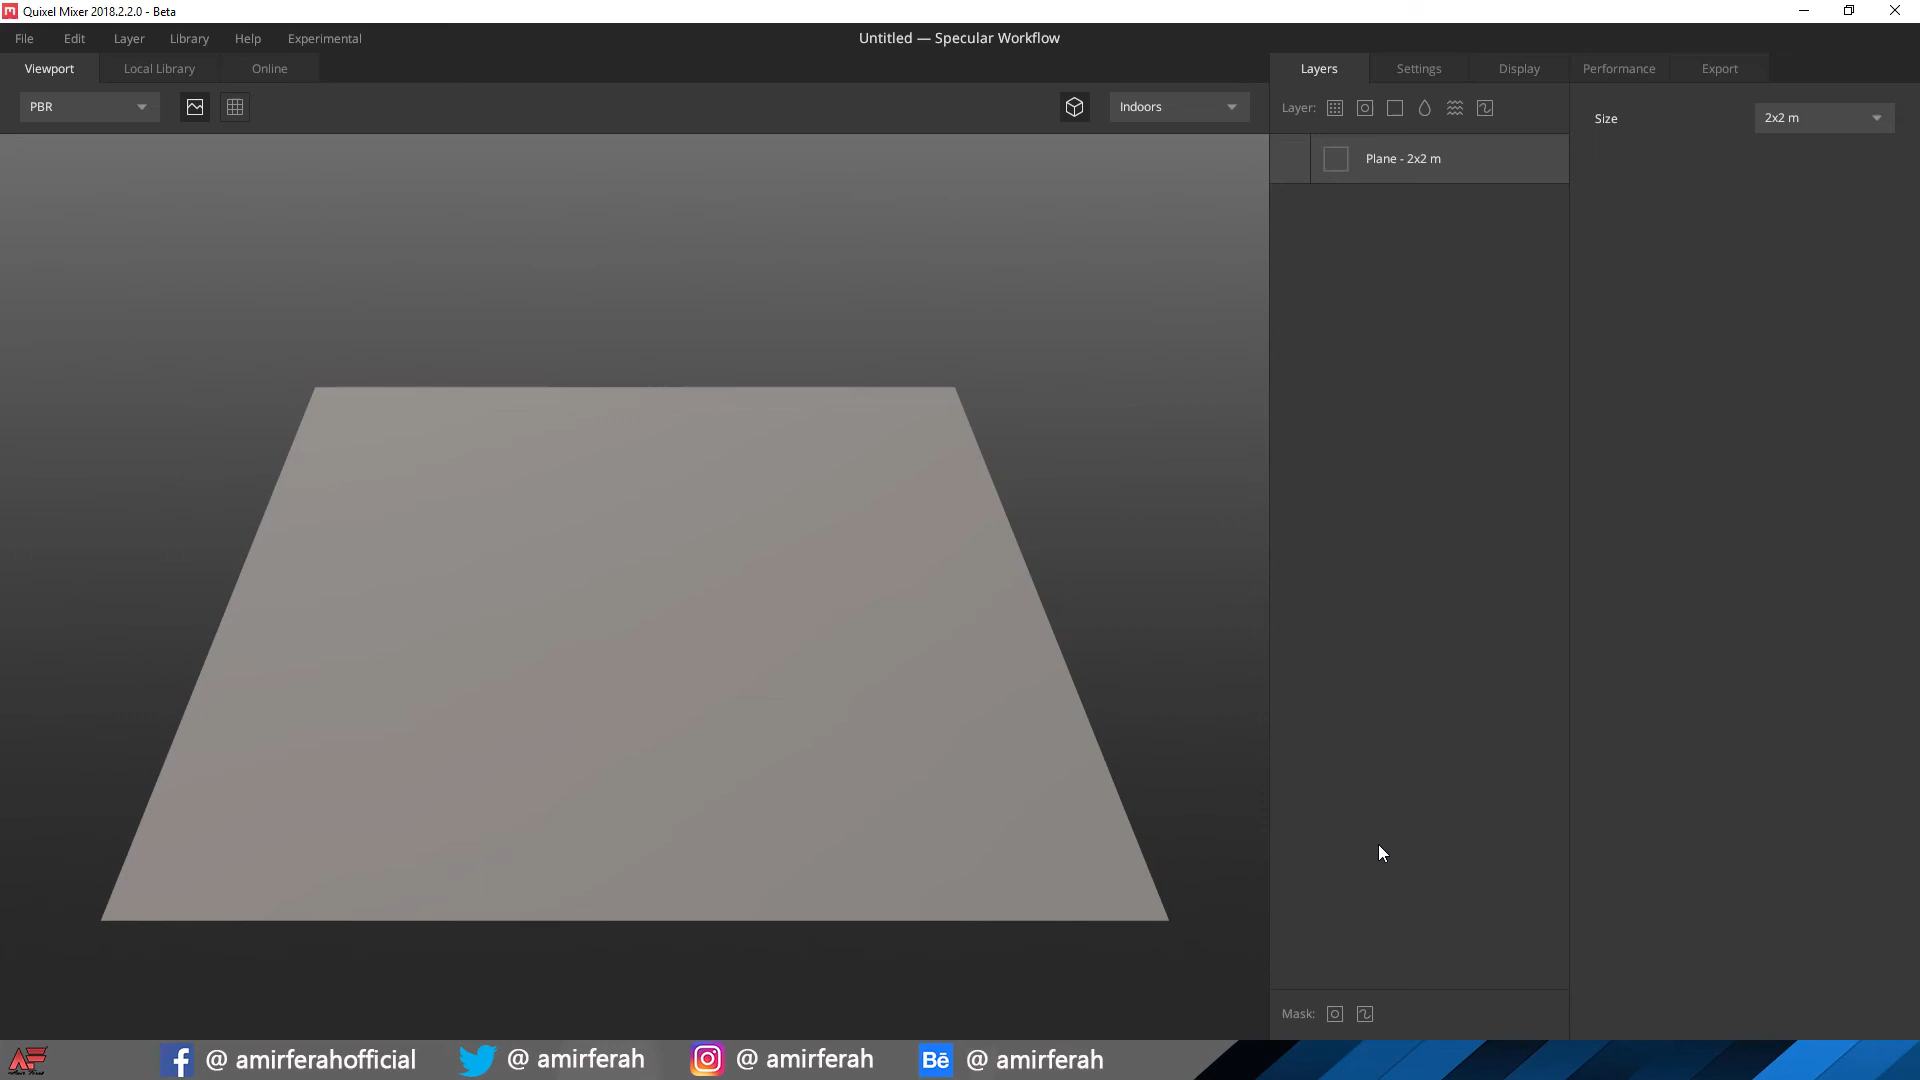 Quixel Mixer 2018.2.2.0 - Beta
File Edit Layer Library Help Experimental
Untitled — Specular Workflow
Viewport Local Library Online
Layers Settings Display Performance Export
PBR
Indoors
Layer:
Size 2x2 m
Plane - 2x2 m
Mask:
@ amirferahofficial @ amirferah @ amirferah Bē @ amirferah